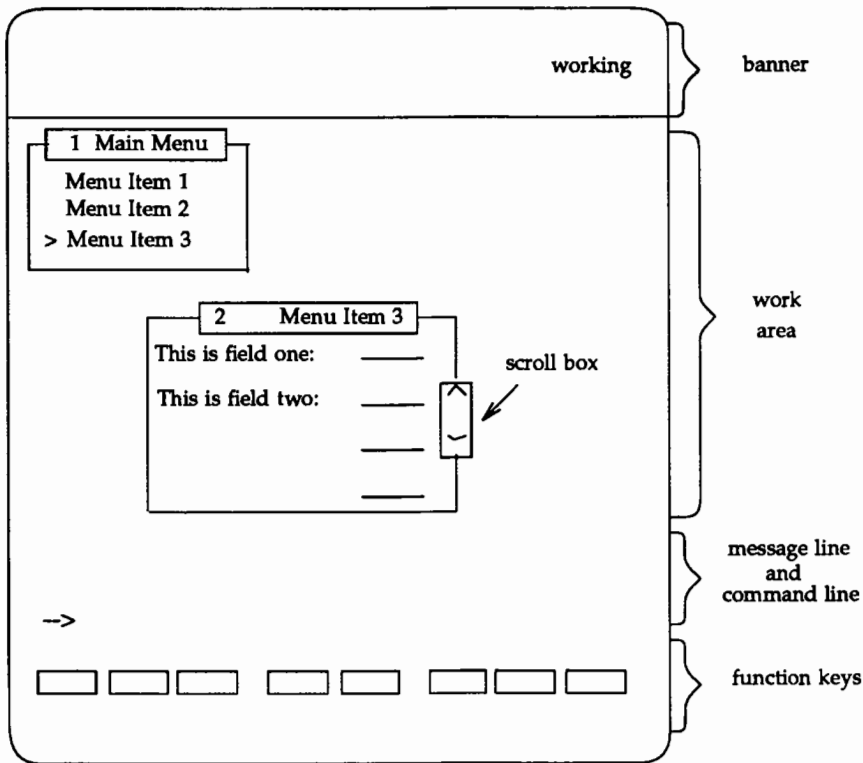 working
banner
1 Main Menu
Menu Item 1
Menu Item 2
> Menu Item 3
work
area
2 Menu Item 3
This is field one:
This is field two:
scroll box
message line
and
command line
-->
function keys